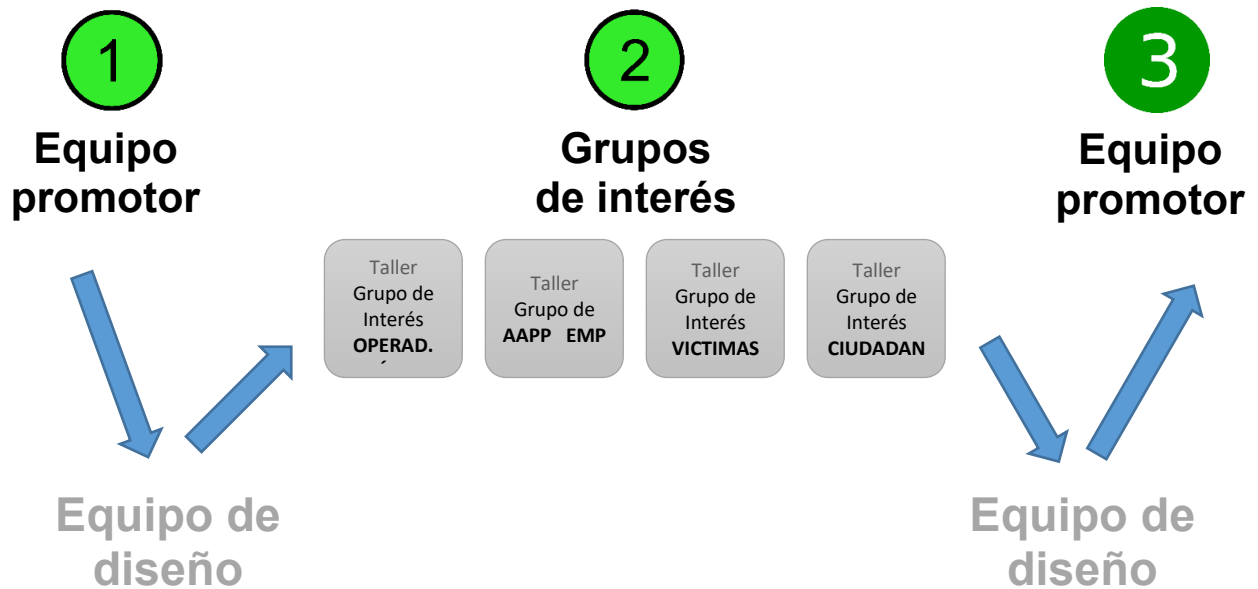 1
Equipo
promotor
2
Grupos
de interés
3
Equipo
promotor
Taller
Grupo de
Interés
OPERAD.
Taller
Grupo de
AAPP EMP
Taller
Grupo de
Interés
VICTIMAS
Taller
Grupo de
Interés
CIUDADAN
Equipo de
diseño
Equipo de
diseño